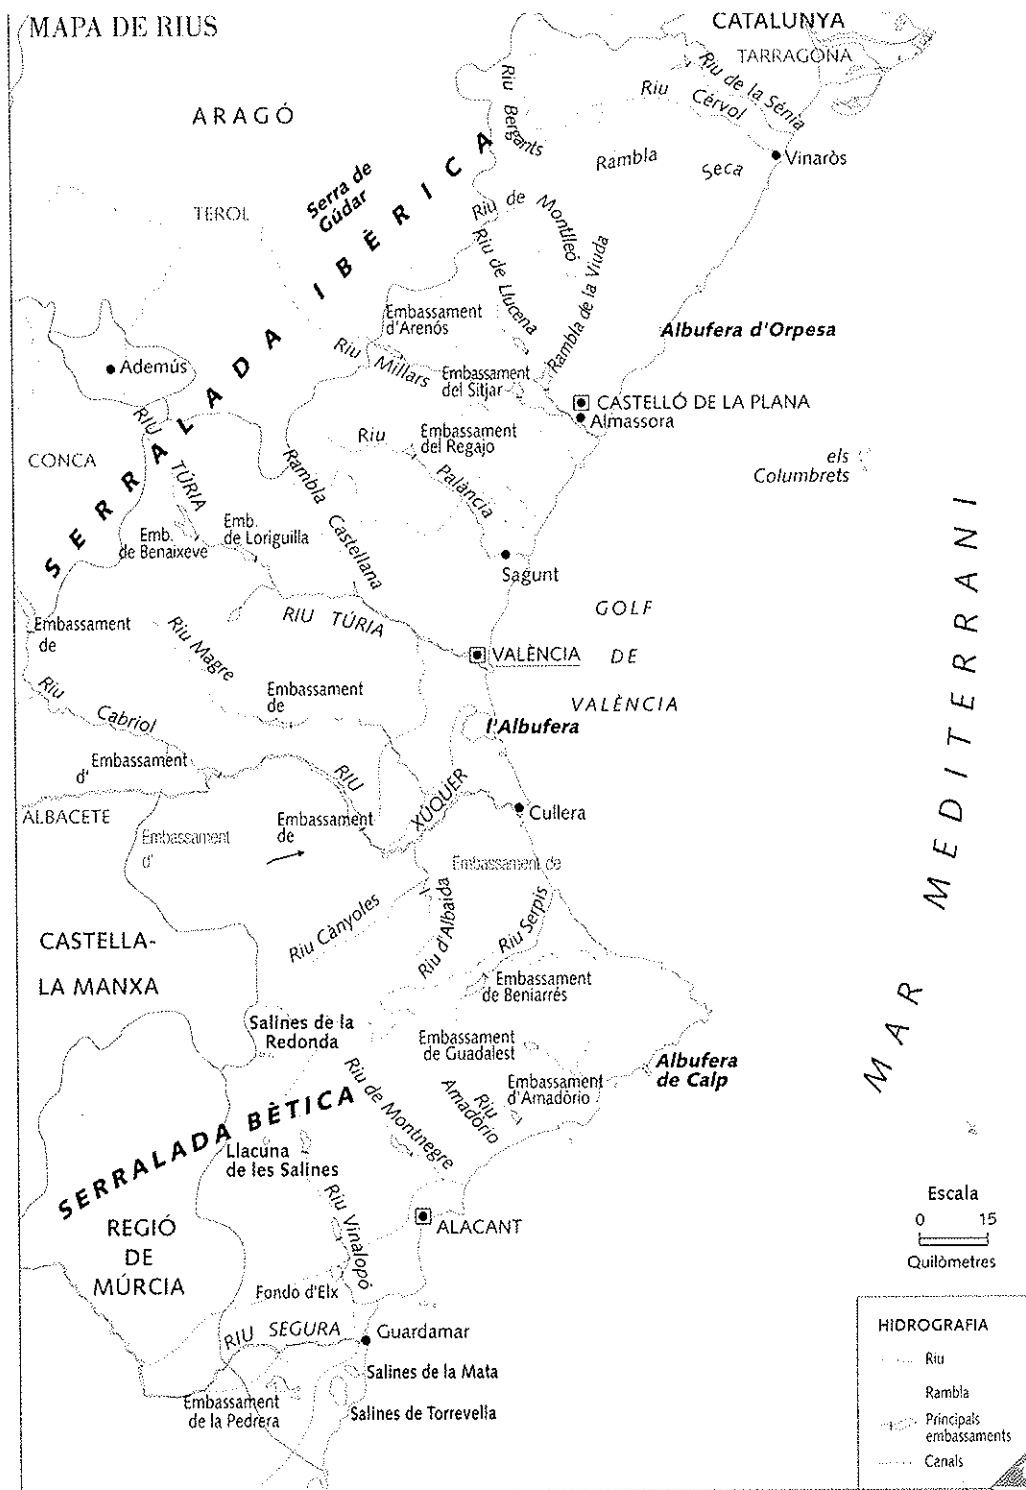 MAPA DE RIUS
CATALUNYA
TARRAGONA
Riu de la Sénia
Riu Cérvol
Riu Bergants
ARAGÓ
Rambla Seca
Vinaròs
Serra de
Gúdar
TEROL
SERRALADA IBÈRICA
Riu de Montlleó
Riu de Llucena
Rambla de la Viuda
Embassament
d'Arenós
Albufera d'Orpesa
Ademús
Riu Millars
Embassament
del Sitjar
CASTELLÓ DE LA PLANA
Almassora
RIU TÚRIA
Riu Palància
Embassament
del Regajo
els
Columbrets
CONCA
Rambla Castellana
Emb.
de Benaixeve
Emb.
de Loriguilla
Sagunt
GOLF
DE
VALÈNCIA
MAR MEDITERRANI
RIU TÚRIA
Embassament
de
Riu Magre
VALÈNCIA
Embassament
de
Riu Cabriol
l'Albufera
Embassament
d'
RIU XÚQUER
ALBACETE
Embassament
d'
Embassament
de
Cullera
Embassament de
Riu Cànyoles
Riu d'Albaida
Riu Serpis
CASTELLA-
LA MANXA
Embassament
de Beniarrés
Salines de la
Redonda
Embassament
de Guadalest
Albufera
de Calp
Riu de Montnegre
Riu
Amadòrio
Embassament
d'Amadòrio
SERRALADA BÈTICA
Llacuna
de les Salines
Riu Vinalopó
Escala
0 15
Quilòmetres
REGIÓ
DE
MÚRCIA
ALACANT
Fondo d'Elx
RIU SEGURA
Guardamar
Salines de la Mata
Embassament
de la Pedrera
Salines de Torrevella
HIDROGRAFIA
Riu
Rambla
Principals
embassaments
Canals